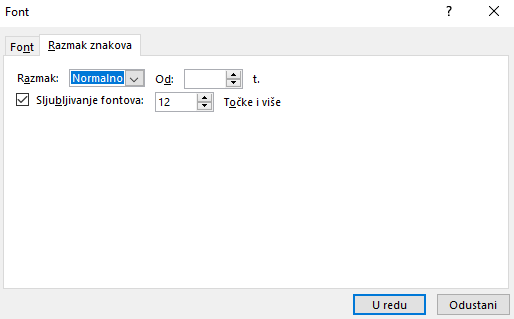 Font
Font Razmak znakova
Razmak: Normalno Od: t.
Sljubljivanje fontova: 12 Točke i više
U redu Odustani